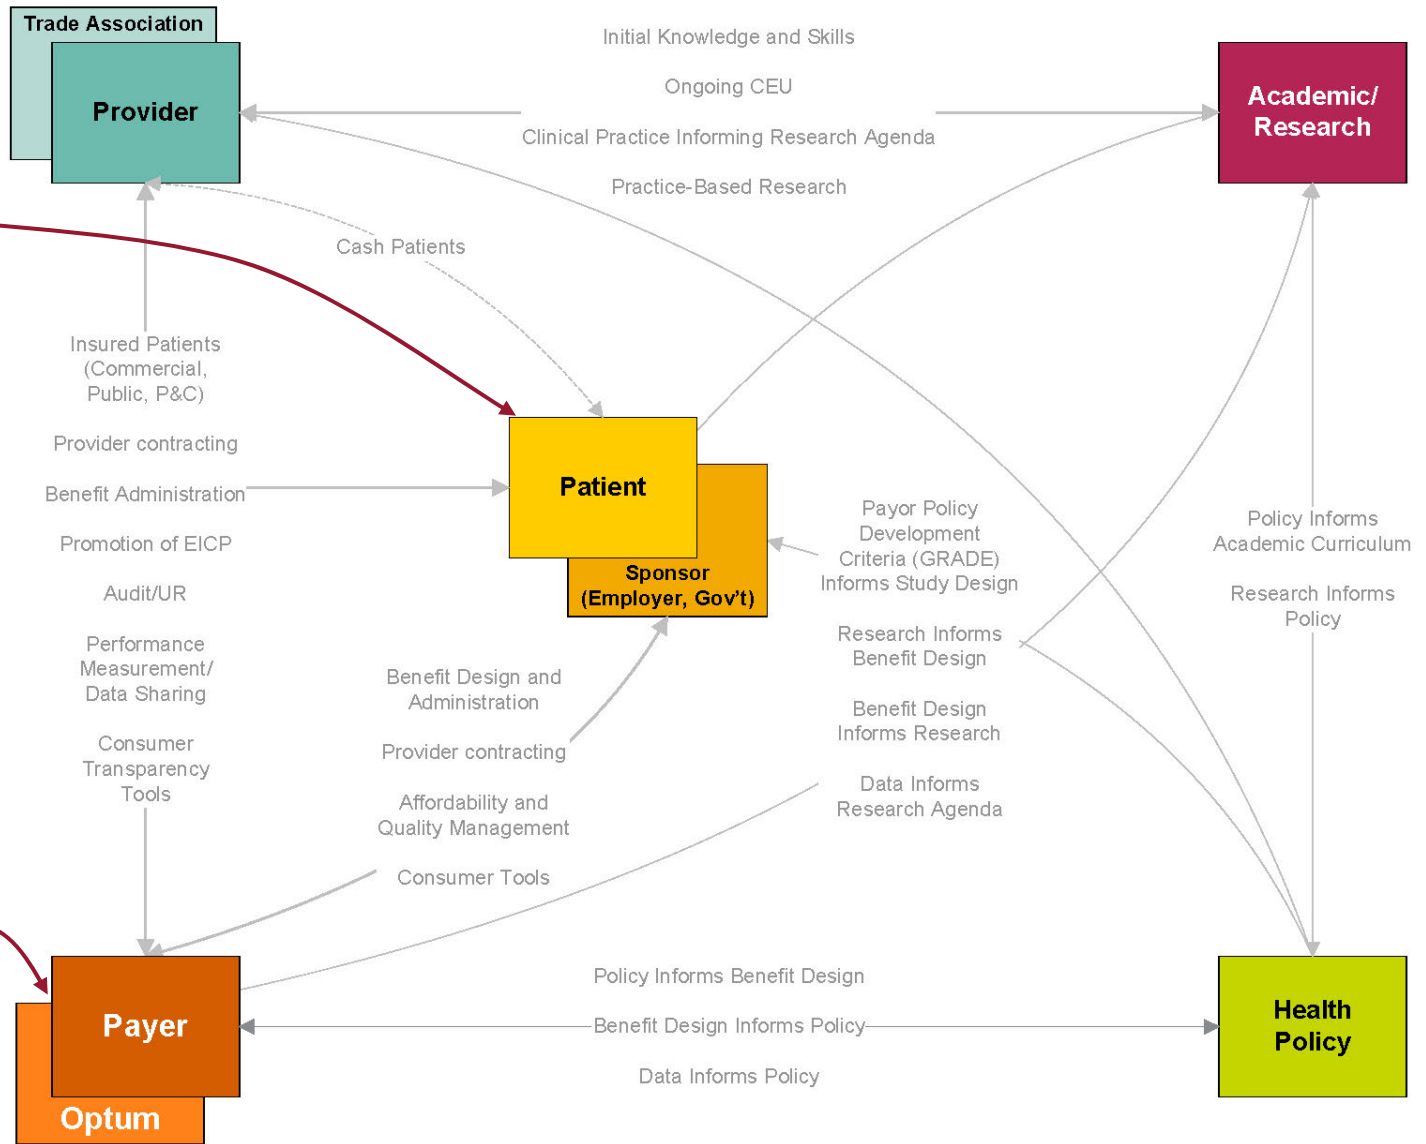 Trade Association
Provider
Initial Knowledge and Skills
Ongoing CEU
Clinical Practice Informing Research Agenda
Practice-Based Research
Academic/
Research
Cash Patients
Insured Patients
(Commercial,
Public, P&C)
Provider contracting
Benefit Administration
Promotion of EICP
Audit/UR
Performance
Measurement/
Data Sharing
Consumer
Transparency
Tools
Patient
Sponsor
(Employer, Gov't)
Payor Policy
Development
Criteria (GRADE)
Informs Study Design
Research Informs
Benefit Design
Benefit Design
Informs Research
Data Informs
Research Agenda
Policy Informs
Academic Curriculum
Research Informs
Policy
Benefit Design and
Administration
Provider contracting
Affordability and
Quality Management
Consumer Tools
Payer
Optum
Policy Informs Benefit Design
Benefit Design Informs Policy
Data Informs Policy
Health
Policy